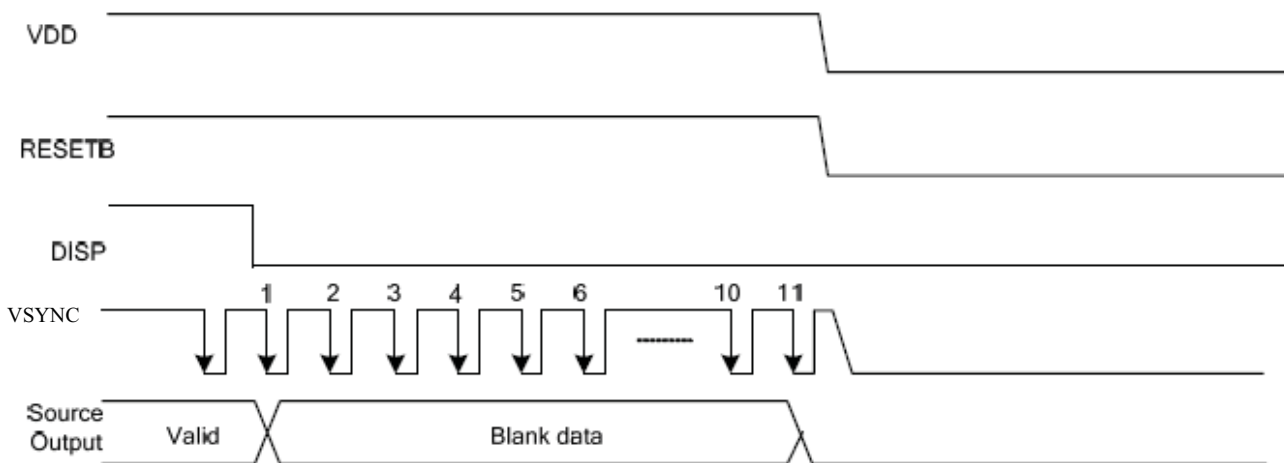 VDD
RESETB
DISP
1 2 3 4 5 6 10 11
VSYNC
Source
Output
Valid
Blank data